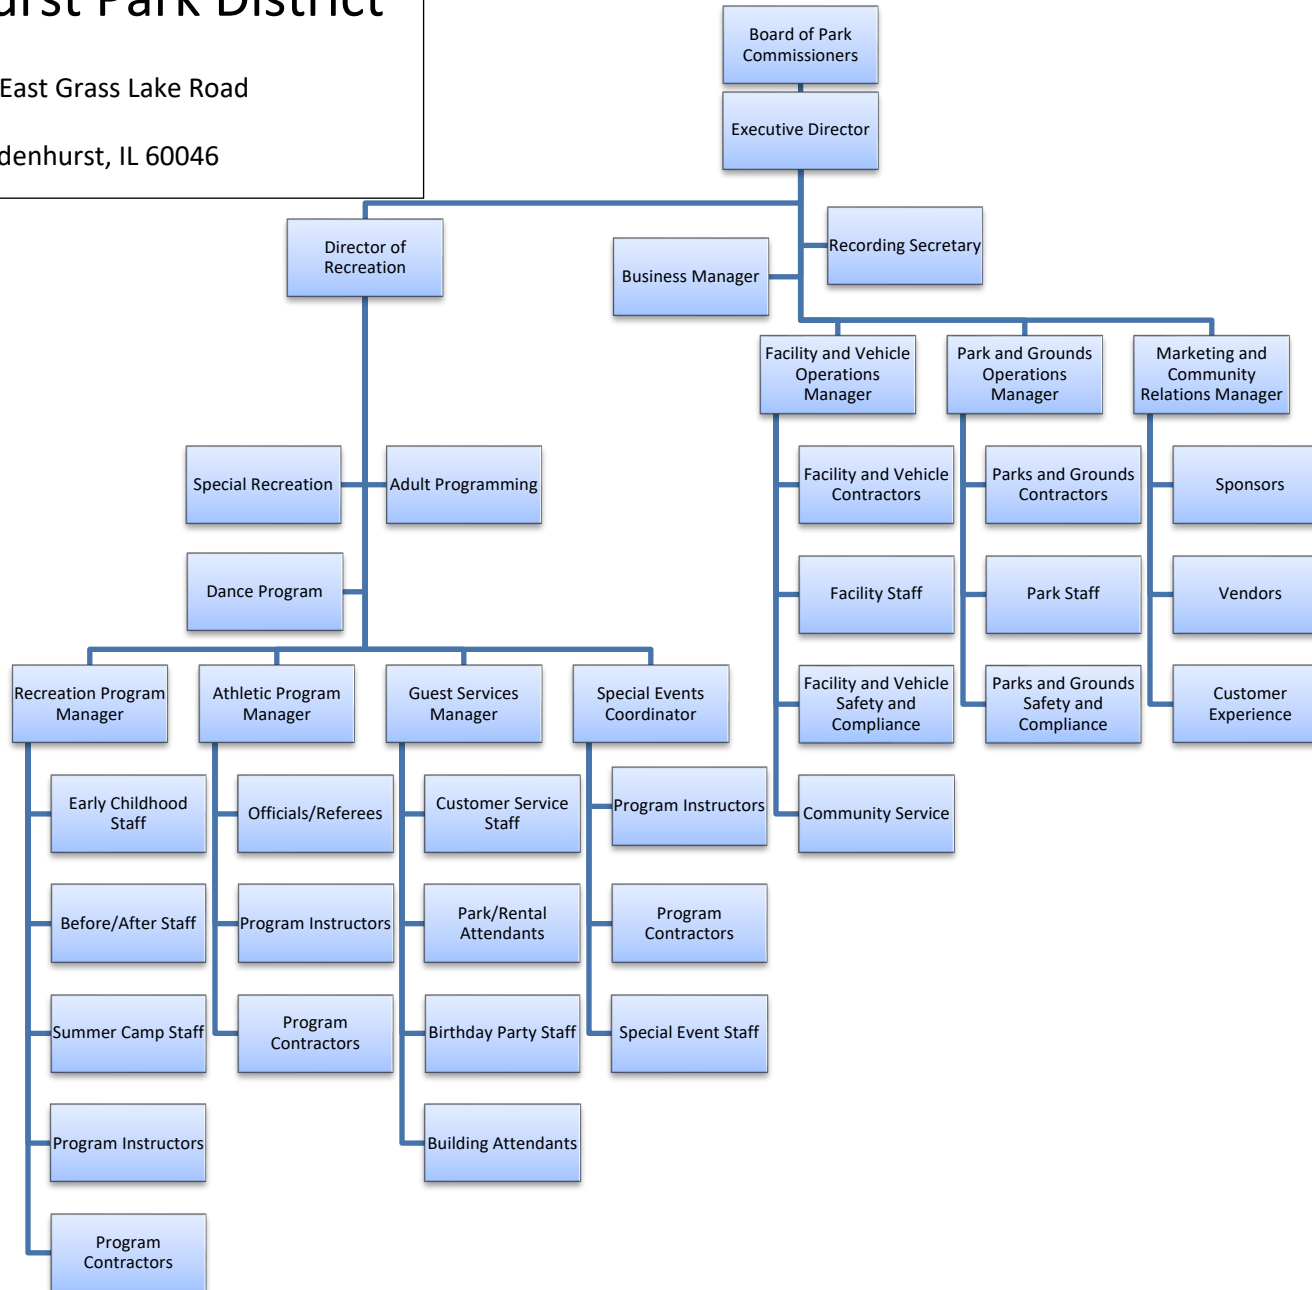 Park District
East Grass Lake Road
IL 60046
Board of Park
Commissioners
Executive Director
Director of
Recreation
Recording Secretary
Business Manager
Facility and Vehicle
Operations
Manager
Park and Grounds
Operations
Manager
Marketing and
Community
Relations Manager
Special Recreation
Adult Programming
Dance Program
Facility and Vehicle
Contractors
Parks and Grounds
Contractors
Sponsors
Facility Staff
Park Staff
Vendors
Facility and Vehicle
Safety and
Compliance
Parks and Grounds
Safety and
Compliance
Customer
Experience
Community Service
Recreation Program
Manager
Athletic Program
Manager
Guest Services
Manager
Special Events
Coordinator
Early Childhood
Staff
Before/After Staff
Summer Camp Staff
Program Instructors
Program
Contractors
Officials/Referees
Program Instructors
Program
Contractors
Customer Service
Staff
Park/Rental
Attendants
Birthday Party Staff
Building Attendants
Program Instructors
Program
Contractors
Special Event Staff